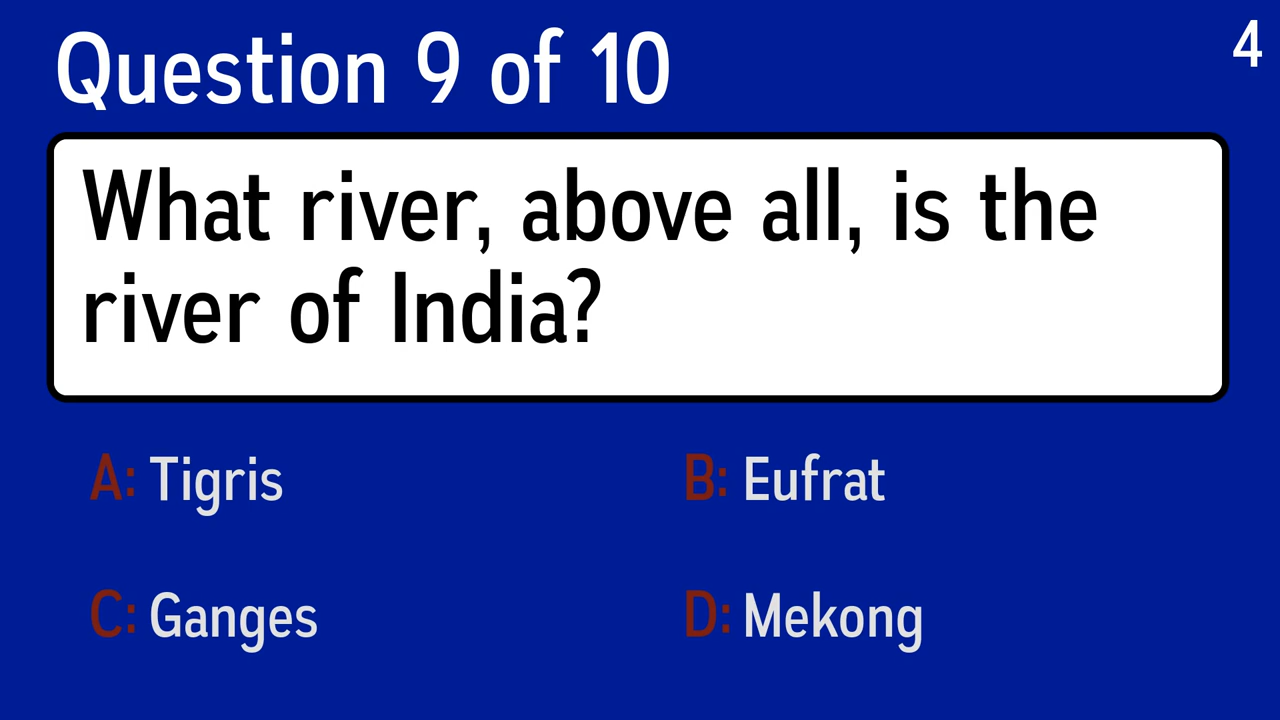 Question 9 of 10
4
What river, above all, is the
river of India?
A: Tigris
B: Eufrat
C: Ganges
D: Mekong